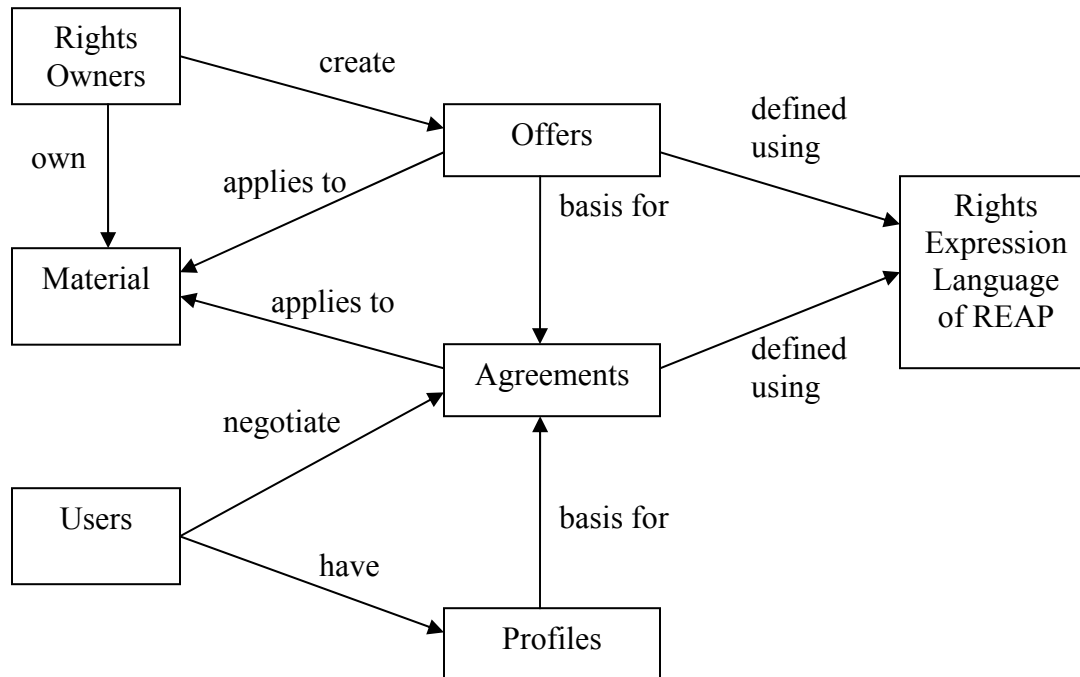 Rights
Owners
create
Offers
defined
using
own
applies to
basis for
Rights
Expression
Language
of REAP
Material
applies to
Agreements
defined
using
negotiate
Users
basis for
have
Profiles